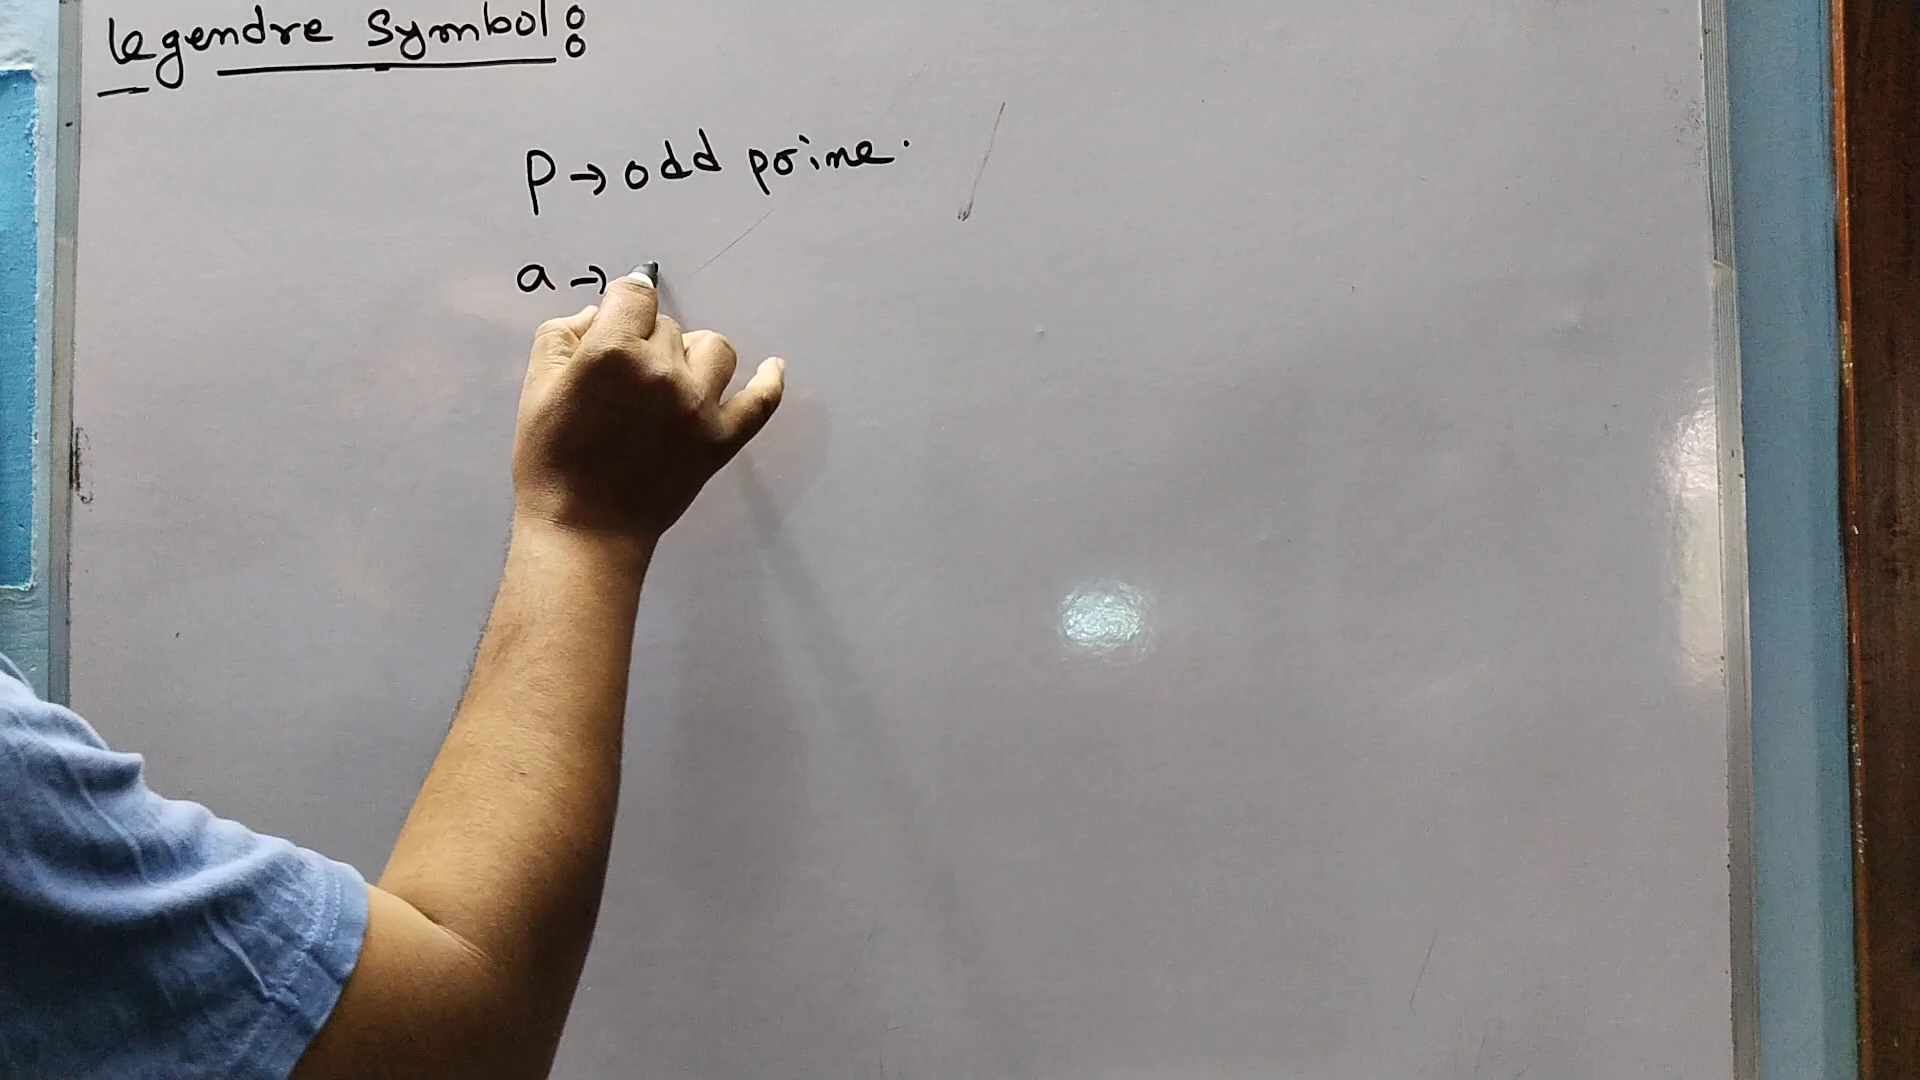 Legendre Symbol:
P → odd prime.
a →